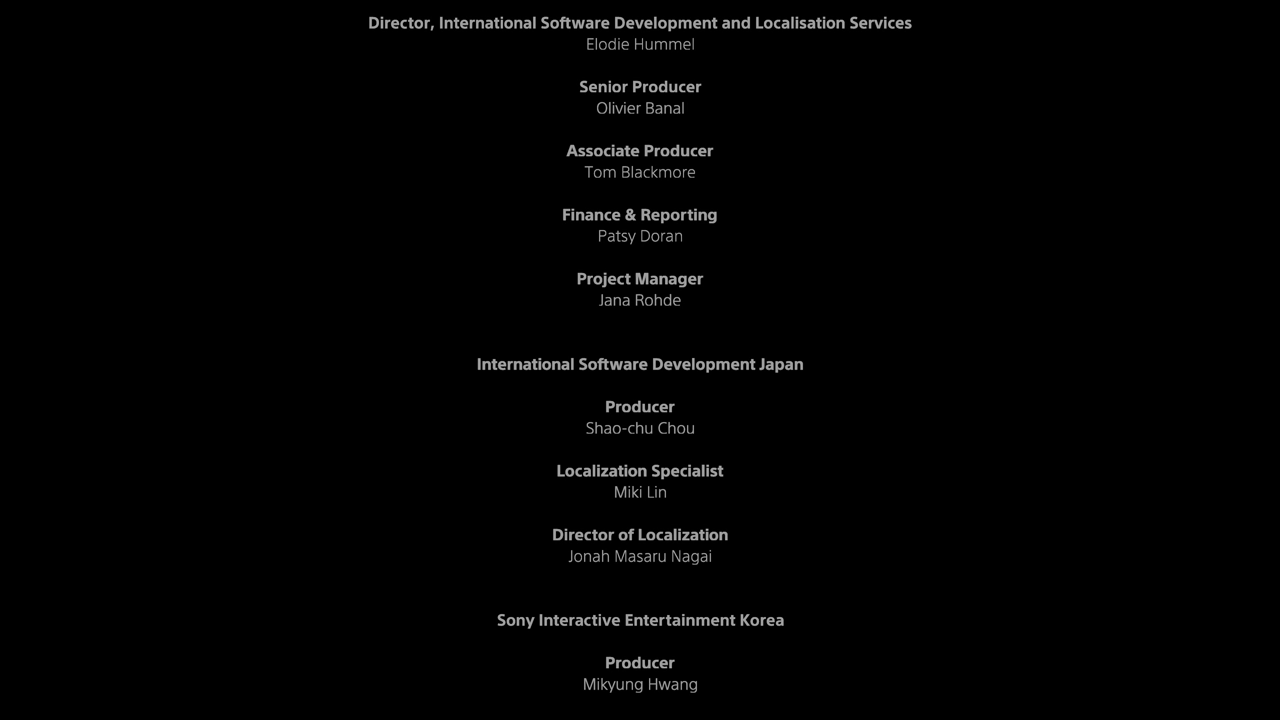 Director, International Software Development and Localisation Services
Elodie Hummel
Senior Producer
Olivier Banal
Associate Producer
Tom Blackmore
Finance & Reporting
Patsy Doran
Project Manager
Jana Rohde
International Software Development Japan
Producer
Shao-chu Chou
Localization Specialist
Miki Lin
Director of Localization
Jonah Masaru Nagai
Sony Interactive Entertainment Korea
Producer
Mikyung Hwang